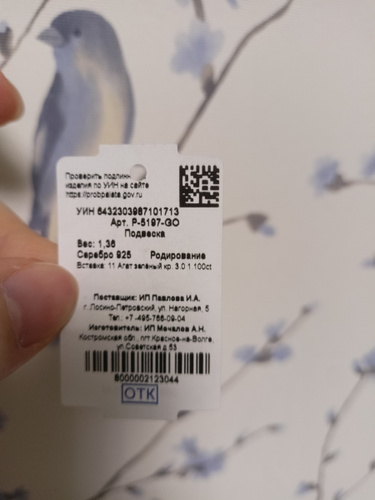 Проверить подлинн
изделия по УИН на сайте
https://probpalata.gov.ru
УИН 6432303987101713
Арт. Р-5197-GO
Подвеска
Вес: 1,36
Серебро 925 Родирование
Вставка: 11 Агат зеленый кр. 3.0 1.100ct
Поставщик: ИП Павлова И.А.
г. Лосино-Петровский, ул. Нагорная, 5
Тел.: +7 -495-766-09-04
Изготовитель: ИП Мочалов А.Н.
Костромская обл., пгт.Красное-на-Волге,
ул.Советская д.53
8000002123044
ОТК